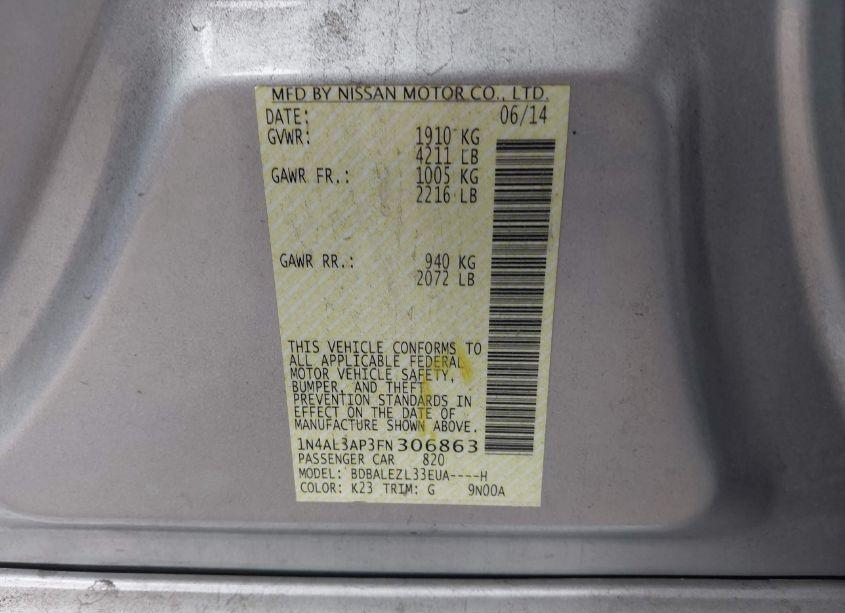 MFD BY NISSAN MOTOR CO., LTD.
DATE: 06/14
GVWR: 1910 KG
4211 LB
GAWR FR.: 1005 KG
2216 LB
GAWR RR.: 940 KG
2072 LB
THIS VEHICLE CONFORMS TO
ALL APPLICABLE FEDERAL
MOTOR VEHICLE SAFETY,
BUMPER, AND THEFT
PREVENTION STANDARDS IN
EFFECT ON THE DATE OF
MANUFACTURE SHOWN ABOVE.
1N4AL3AP3FN306863
PASSENGER CAR 820
MODEL: BDBALEZL33EUA----H
COLOR: K23 TRIM: G 9N00A